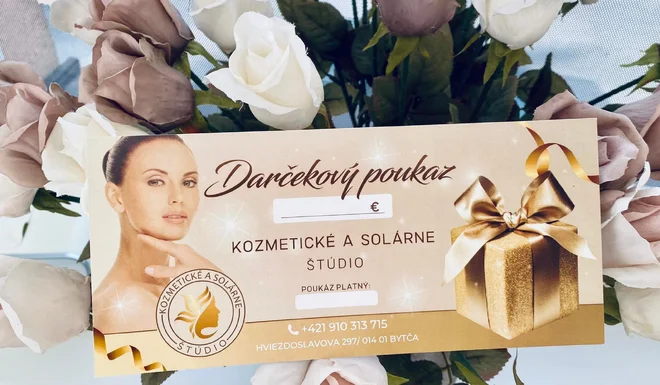 Darčekový poukaz
€
KOZMETICKÉ A SOLÁRNE
ŠTÚDIO
POUKAZ PLATNÝ:
KOZMETICKÉ A SOLÁRNE
ŠTÚDIO
+421 910 313 715
HVIEZDOSLAVOVA 297/ 014 01 BYTČA